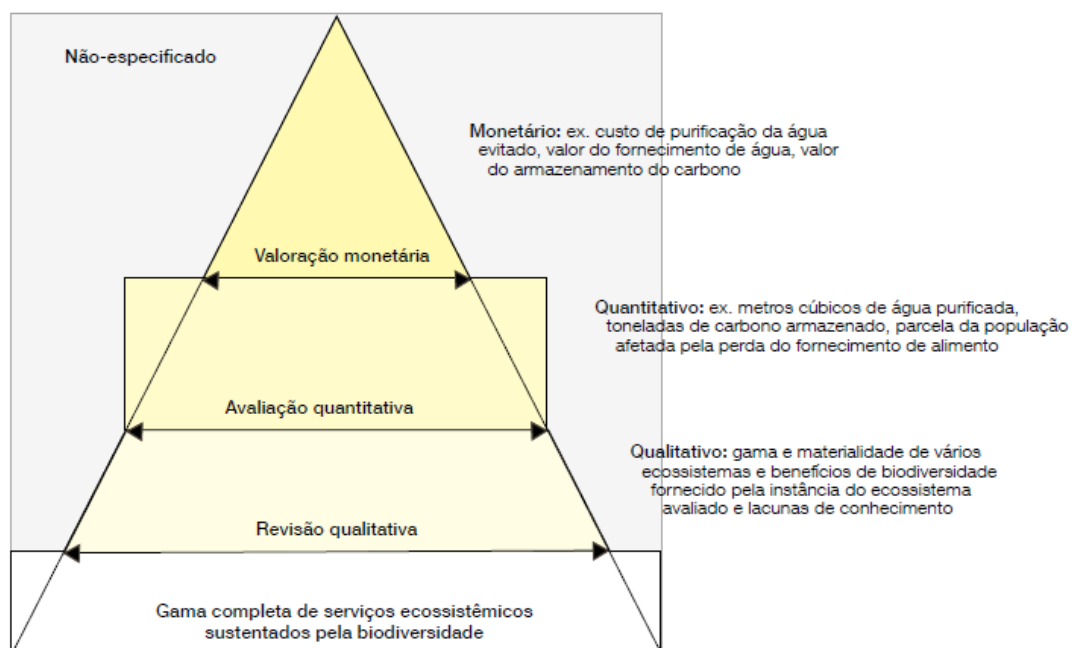 Não-especificado
Monetário: ex. custo de purificação da água
evitado, valor do fornecimento de água, valor
do armazenamento do carbono
Valoração monetária
Quantitativo: ex. metros cúbicos de água purificada,
toneladas de carbono armazenado, parcela da população
afetada pela perda do fornecimento de alimento
Avaliação quantitativa
Qualitativo: gama e materialidade de vários
ecossistemas e benefícios de biodiversidade
fornecido pela instância do ecossistema
avaliado e lacunas de conhecimento
Revisão qualitativa
Gama completa de serviços ecossistêmicos
sustentados pela biodiversidade